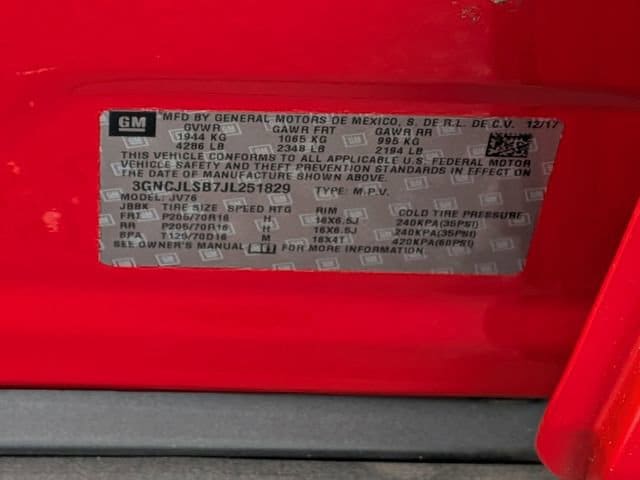 GM MFD BY GENERAL MOTORS DE MEXICO, S. DE R.L. DE C.V. 12/17
GVWR GAWR FRT GAWR RR
1944 KG 1065 KG 995 KG
4286 LB 2348 LB 2194 LB
THIS VEHICLE CONFORMS TO ALL APPLICABLE U.S. FEDERAL MOTOR
VEHICLE SAFETY AND THEFT PREVENTION STANDARDS IN EFFECT ON
THE DATE OF MANUFACTURE SHOWN ABOVE.
3GNCJLSB7JL251829 TYPE: M.P.V.
MODEL: JV76
JBBK TIRE SIZE SPEED RTG RIM COLD TIRE PRESSURE
FRT P205/70R16 H 16X6.5J 240KPA(35PSI)
RR P205/70R16 H 16X6.5J 240KPA(35PSI)
SPA M 16X4T 420KPA(60PSI)
SEE OWNER'S MANUAL FOR MORE INFORMATION.